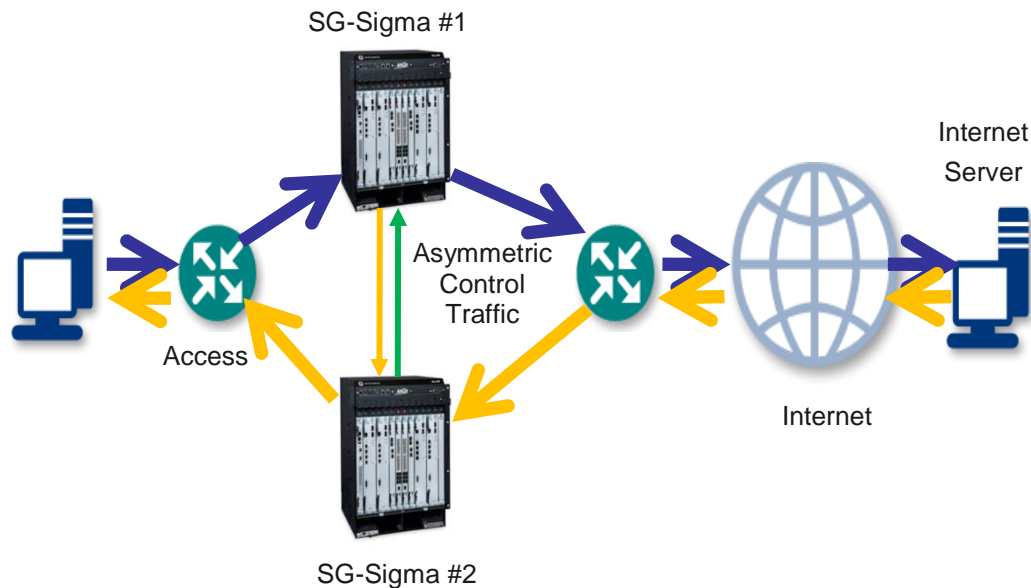 SG-Sigma #1
Internet
Server
Asymmetric
Control
Traffic
Access
Internet
SG-Sigma #2